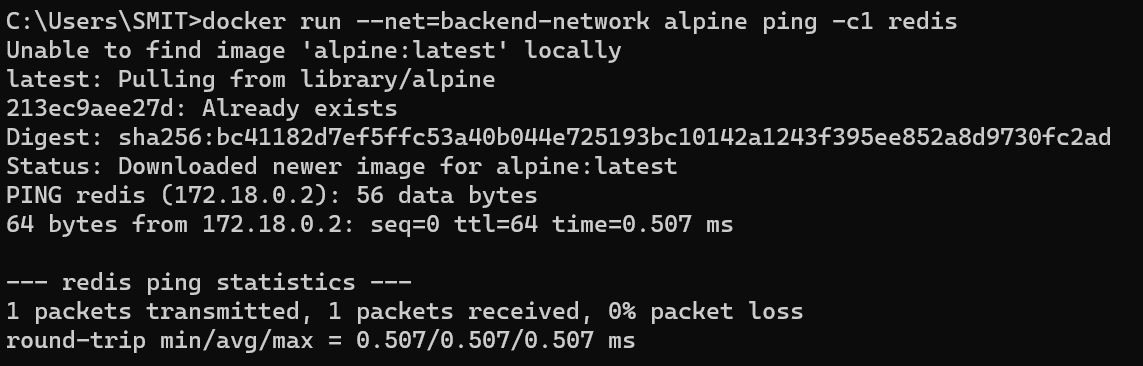 C:\Users\SMIT>docker run --net=backend-network alpine ping -c1 redis
Unable to find image 'alpine:latest' locally
latest: Pulling from library/alpine
213ec9aee27d: Already exists
Digest: sha256:bc41182d7ef5ffc53a40b044e725193bc10142a1243f395ee852a8d9730fc2ad
Status: Downloaded newer image for alpine:latest
PING redis (172.18.0.2): 56 data bytes
64 bytes from 172.18.0.2: seq=0 ttl=64 time=0.507 ms
--- redis ping statistics ---
1 packets transmitted, 1 packets received, 0% packet loss
round-trip min/avg/max = 0.507/0.507/0.507 ms